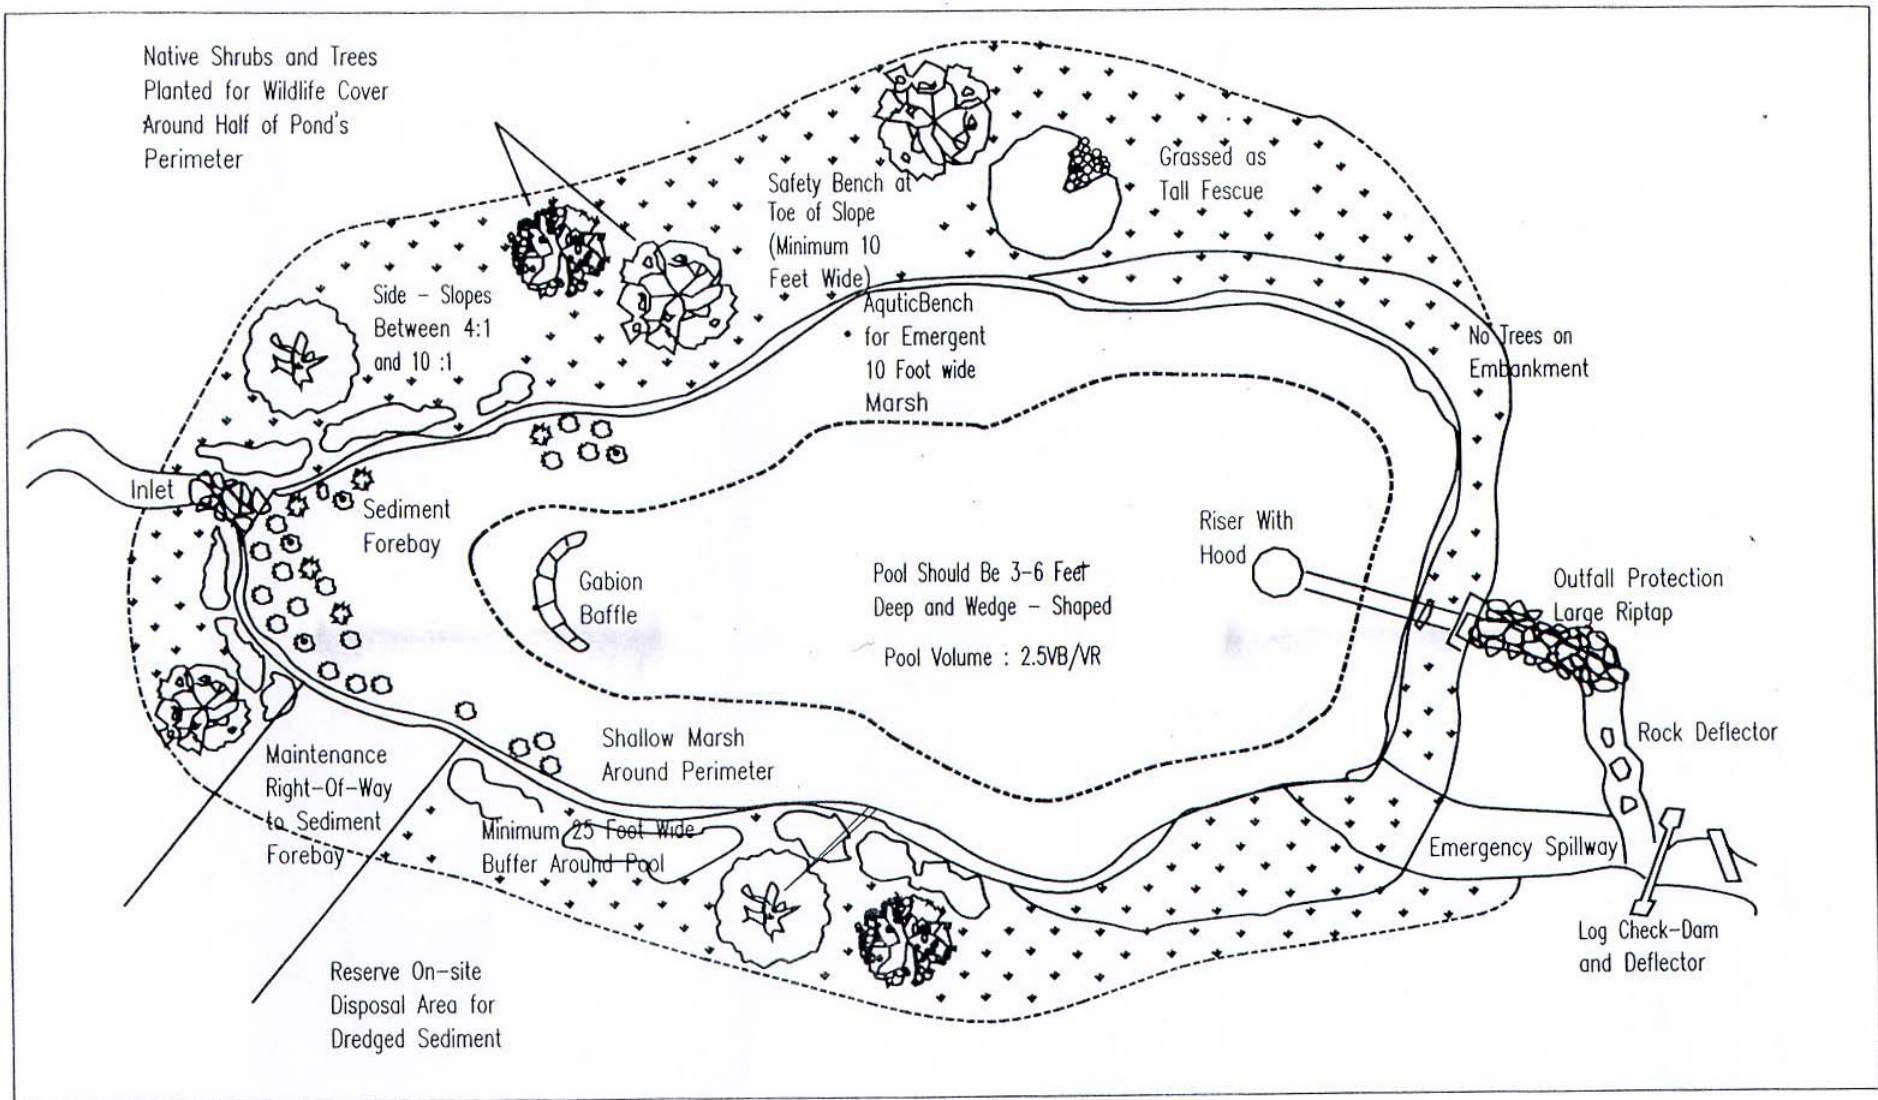 Native Shrubs and Trees
Planted for Wildlife Cover
Around Half of Pond's
Perimeter
Grassed as
Tall Fescue
Safety Bench at
Toe of Slope
(Minimum 10
Feet Wide)
Side - Slopes
Between 4:1
and 10 :1
AquticBench
for Emergent
10 Foot wide
Marsh
No Trees on
Embankment
Inlet
Sediment
Forebay
Riser With
Hood
Gabion
Baffle
Pool Should Be 3-6 Feet
Deep and Wedge - Shaped
Pool Volume : 2.5VB/VR
Outfall Protection
Large Riptap
Shallow Marsh
Around Perimeter
Rock Deflector
Maintenance
Right-Of-Way
to Sediment
Forebay
Minimum 25 Foot Wide
Buffer Around Pool
Emergency Spillway
Log Check-Dam
and Deflector
Reserve On-site
Disposal Area for
Dredged Sediment